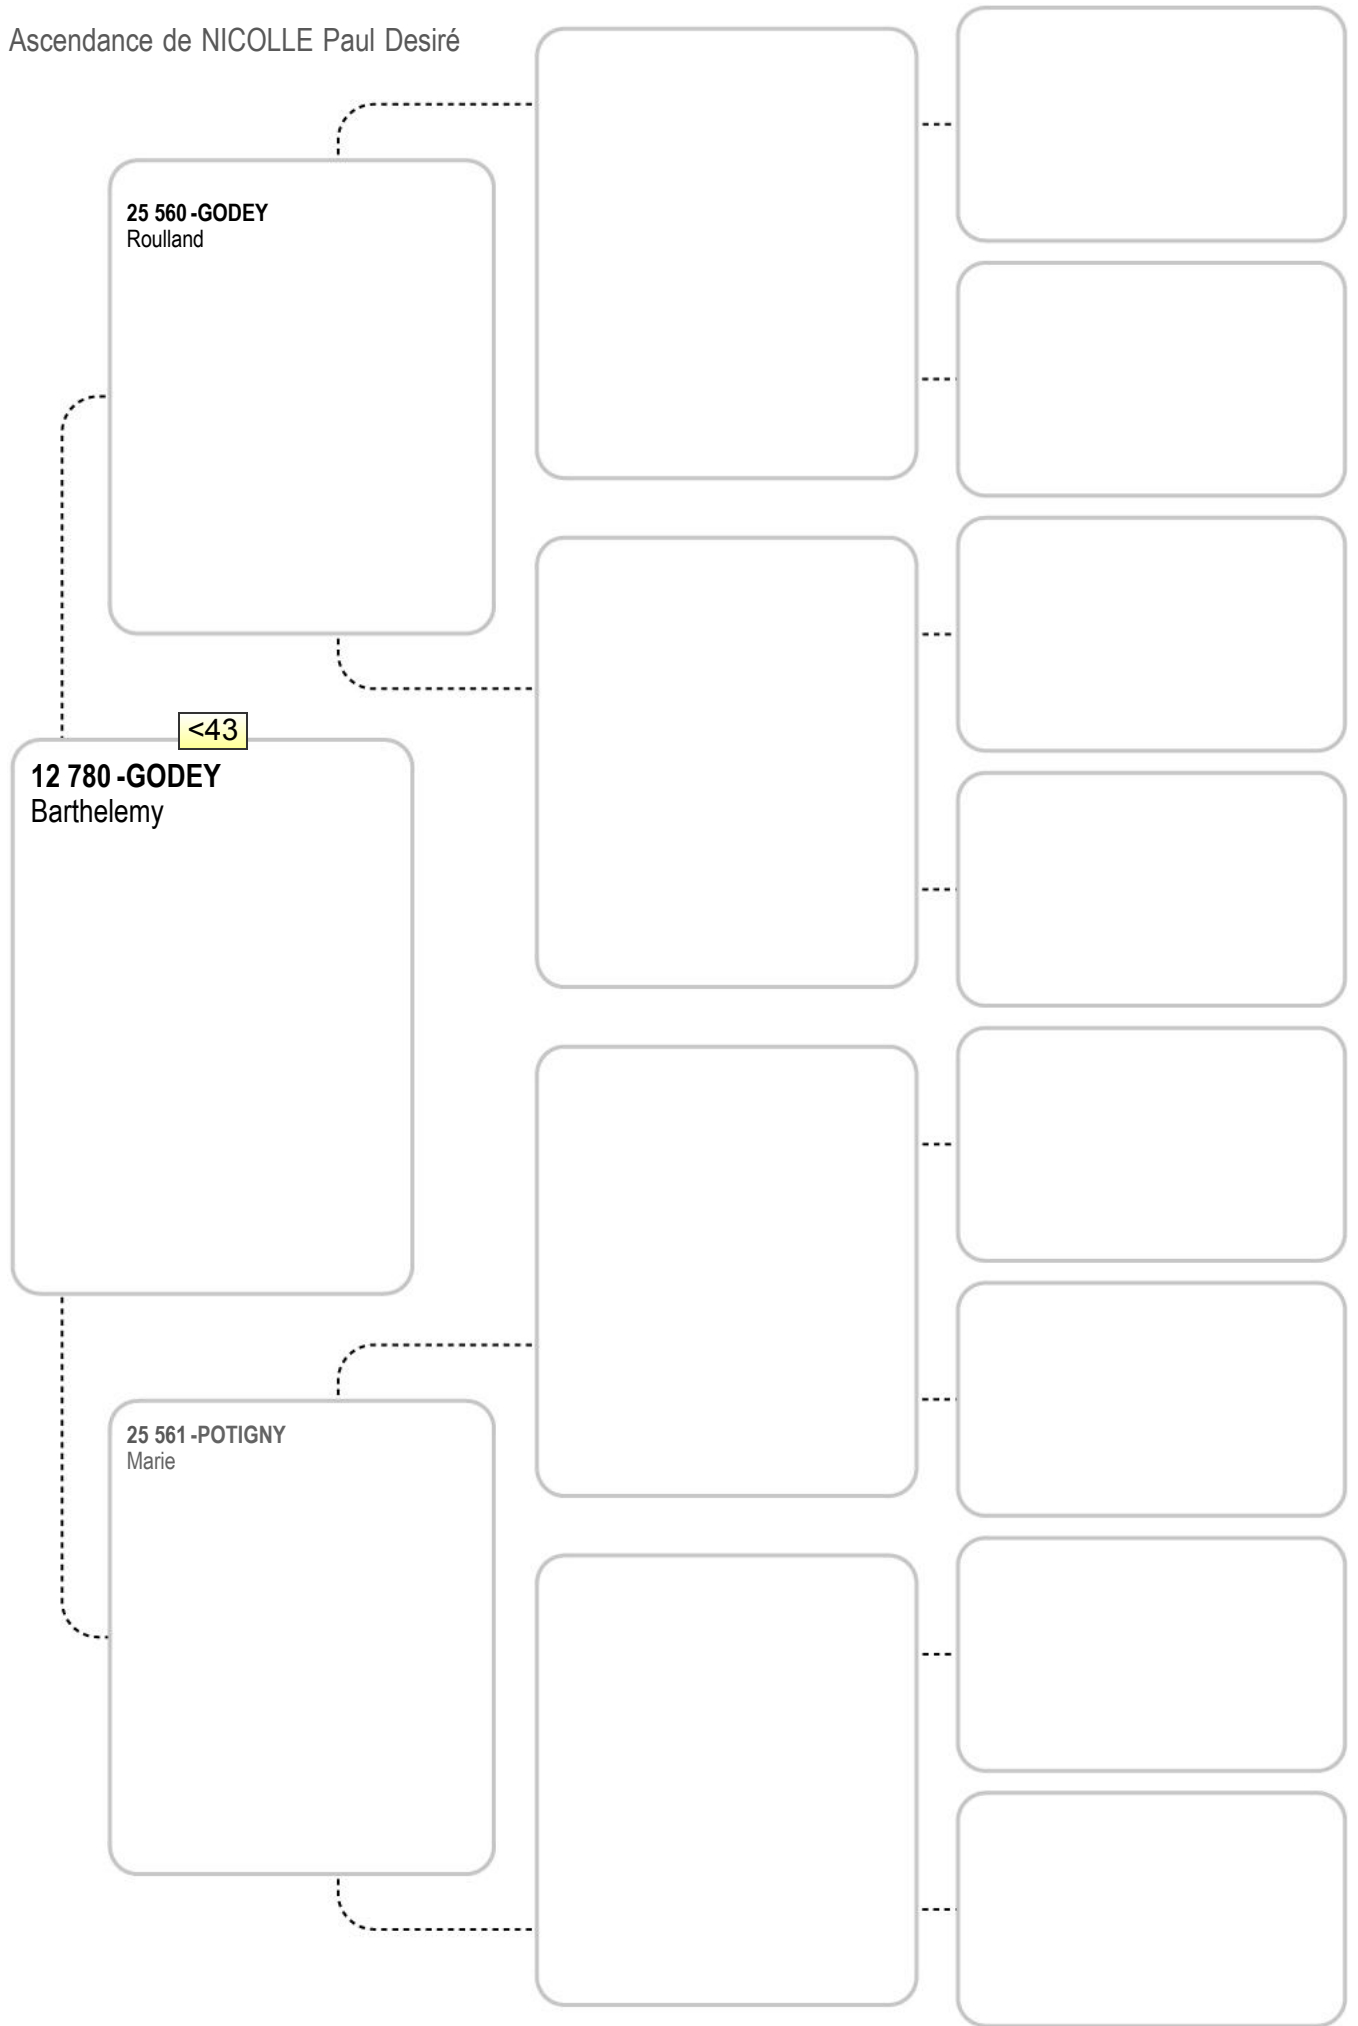 Ascendance de NICOLLE Paul Desiré
25 560 -GODEY
Roulland
<43
12 780 -GODEY
Barthelemy
25 561 -POTIGNY
Marie